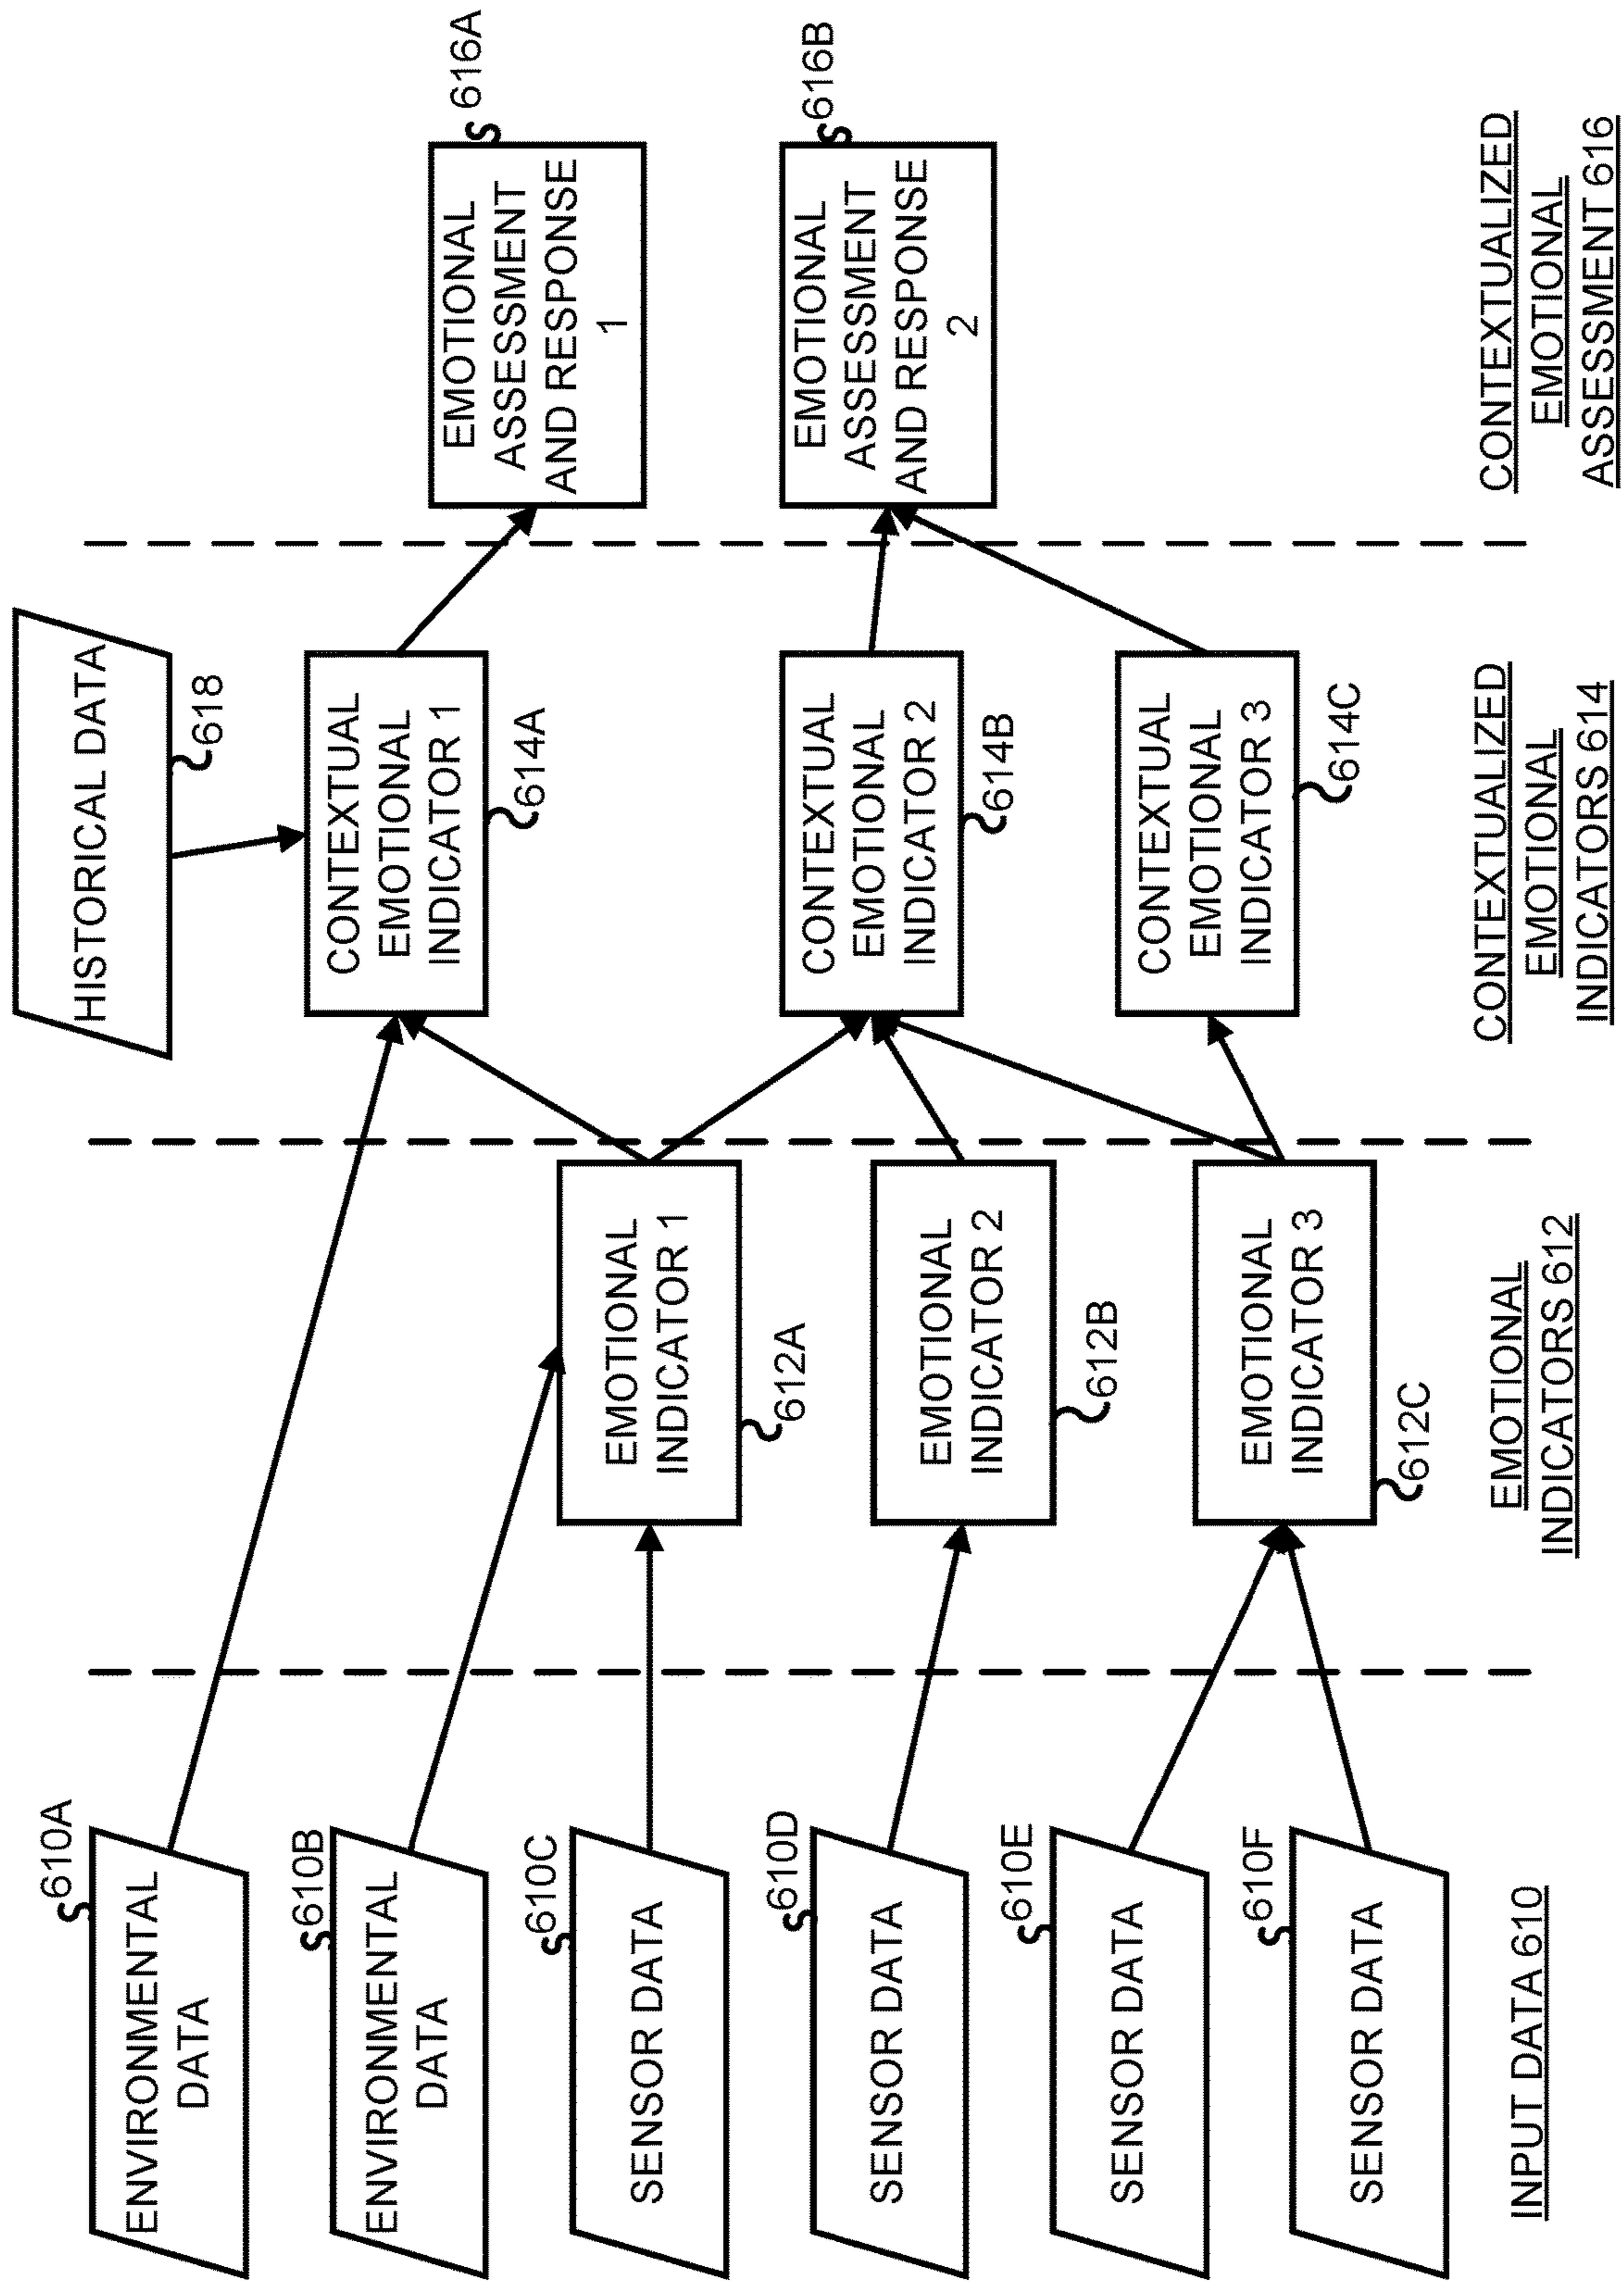 610A
ENVIRONMENTAL
DATA
610B
ENVIRONMENTAL
DATA
610C
SENSOR DATA
610D
SENSOR DATA
610E
SENSOR DATA
610F
SENSOR DATA
INPUT DATA 610
EMOTIONAL
INDICATOR 1
612A
EMOTIONAL
INDICATOR 2
612B
EMOTIONAL
INDICATOR 3
612C
EMOTIONAL
INDICATORS 612
HISTORICAL DATA
618
CONTEXTUAL
EMOTIONAL
INDICATOR 1
614A
CONTEXTUAL
EMOTIONAL
INDICATOR 2
614B
CONTEXTUAL
EMOTIONAL
INDICATOR 3
614C
CONTEXTUALIZED
EMOTIONAL
INDICATORS 614
616A
EMOTIONAL
ASSESSMENT
AND RESPONSE
1
616B
EMOTIONAL
ASSESSMENT
AND RESPONSE
2
CONTEXTUALIZED
EMOTIONAL
ASSESSMENT 616